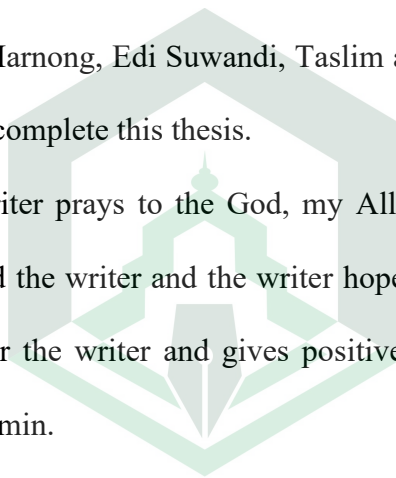 Harnong, Edi Suwandi, Taslim a
complete this thesis.
riter prays to the God, my All
d the writer and the writer hope
r the writer and gives positive
min.